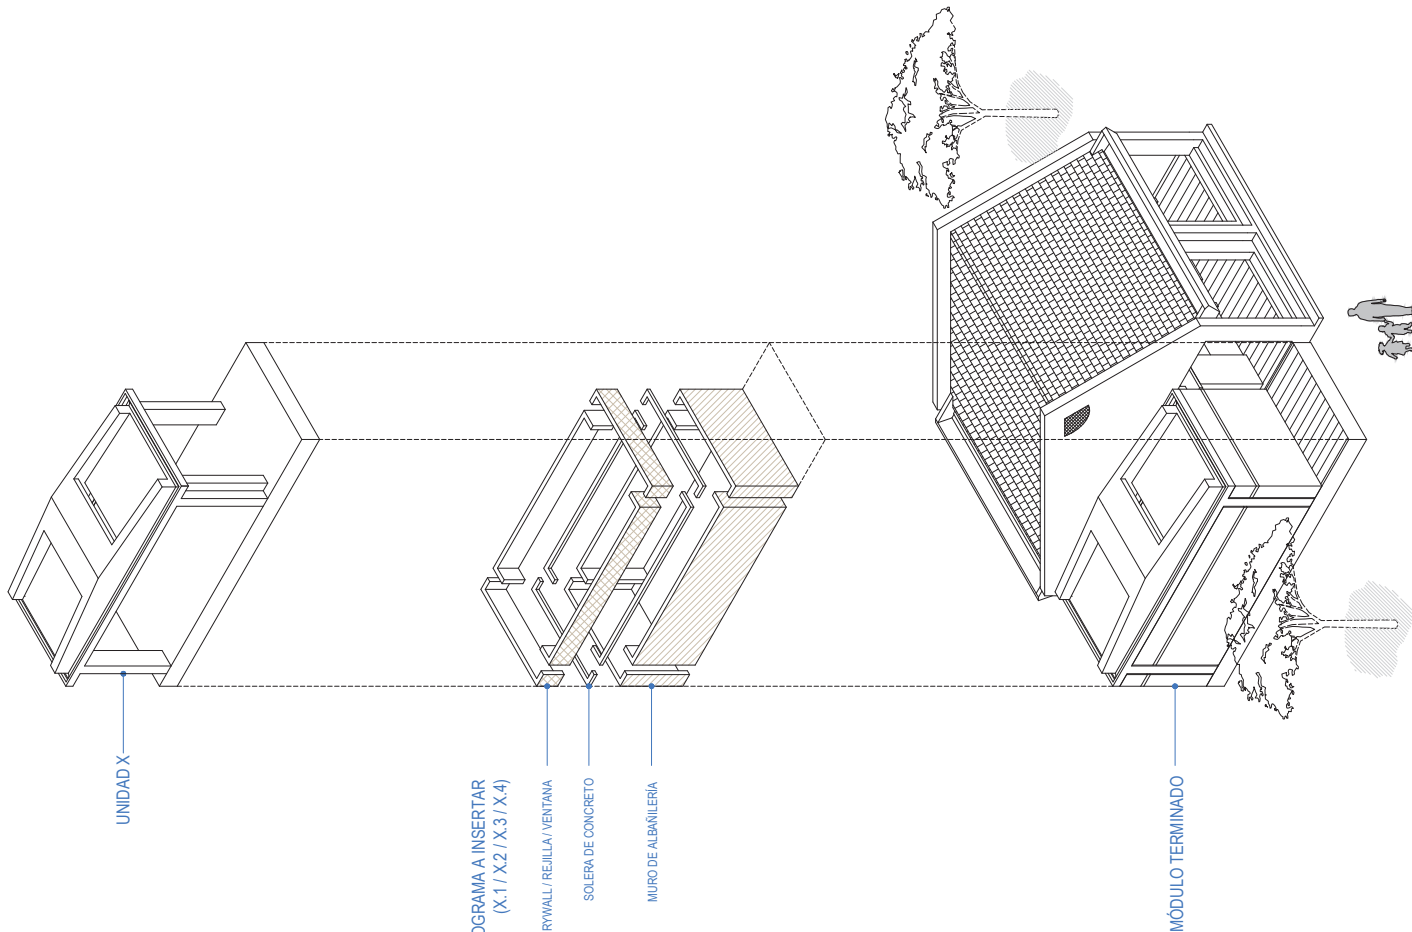 UNIDAD X
OGRAMA A INSERTAR
(X.1 / X.2 / X.3 / X.4)
RYWALL / REJILLA / VENTANA
SOLERA DE CONCRETO
MURO DE ALBAÑILERÍA
MÓDULO TERMINADO